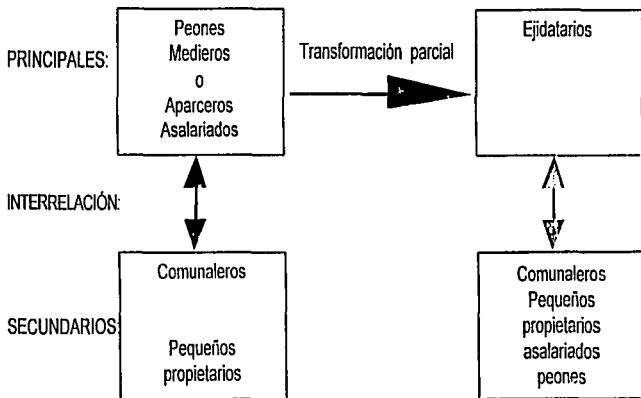 PRINCIPALES:
Peones
Medieros
o
Aparceros
Asalariados
Transformación parcial
Ejidatarios
INTERRELACIÓN:
SECUNDARIOS
Comunaleros
Pequeños
propietarios
Comunaleros
Pequeños
propietarios
asalariados
peones